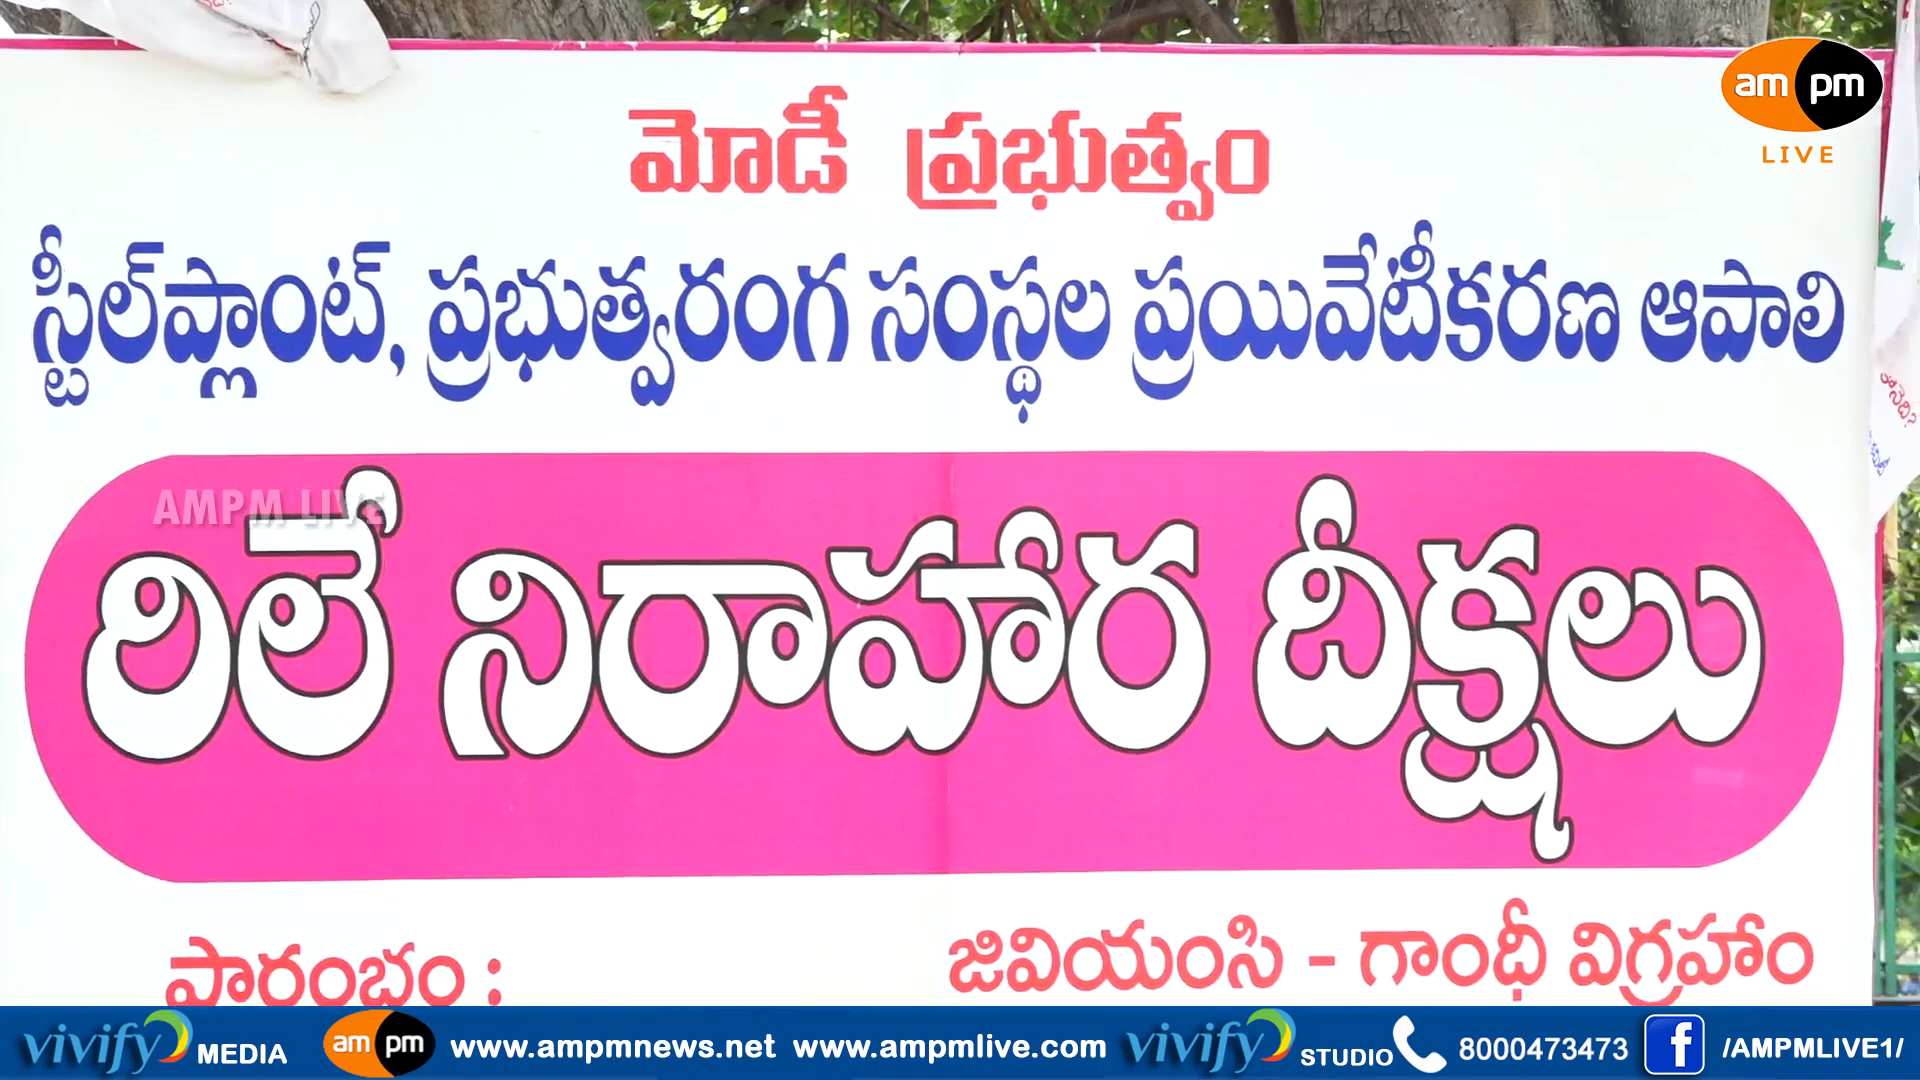 am pm
LIVE
మోడీ ప్రభుత్వం
స్టీల్‌ప్లాంట్, ప్రభుత్వరంగ సంస్థల ప్రయివేటీకరణ ఆపాలి
AMPM LIVE
రిలే నిరాహార దీక్షలు
పారంభం :
జివియంసి - గాంధీ విగ్రహాం
vivify MEDIA am pm www.ampmnews.net www.ampmlive.com vivify STUDIO 8000473473 f /AMPMLIVE1/